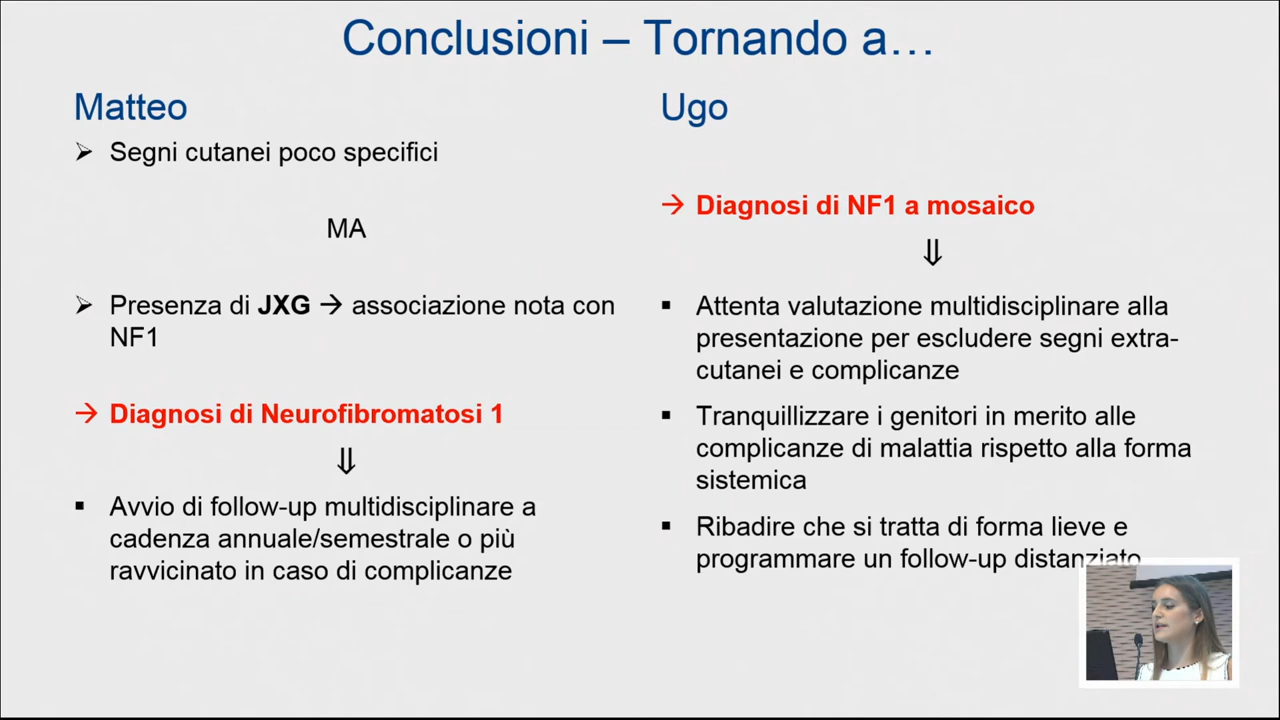 Conclusioni – Tornando a…
Matteo
➢ Segni cutanei poco specifici
MA
➢ Presenza di JXG → associazione nota con
NF1
→ Diagnosi di Neurofibromatosi 1
⇓
▪ Avvio di follow-up multidisciplinare a
cadenza annuale/semestrale o più
ravvicinato in caso di complicanze
Ugo
→ Diagnosi di NF1 a mosaico
⇓
▪ Attenta valutazione multidisciplinare alla
presentazione per escludere segni extra-
cutanei e complicanze
▪ Tranquillizzare i genitori in merito alle
complicanze di malattia rispetto alla forma
sistemica
▪ Ribadire che si tratta di forma lieve e
programmare un follow-up distanziato